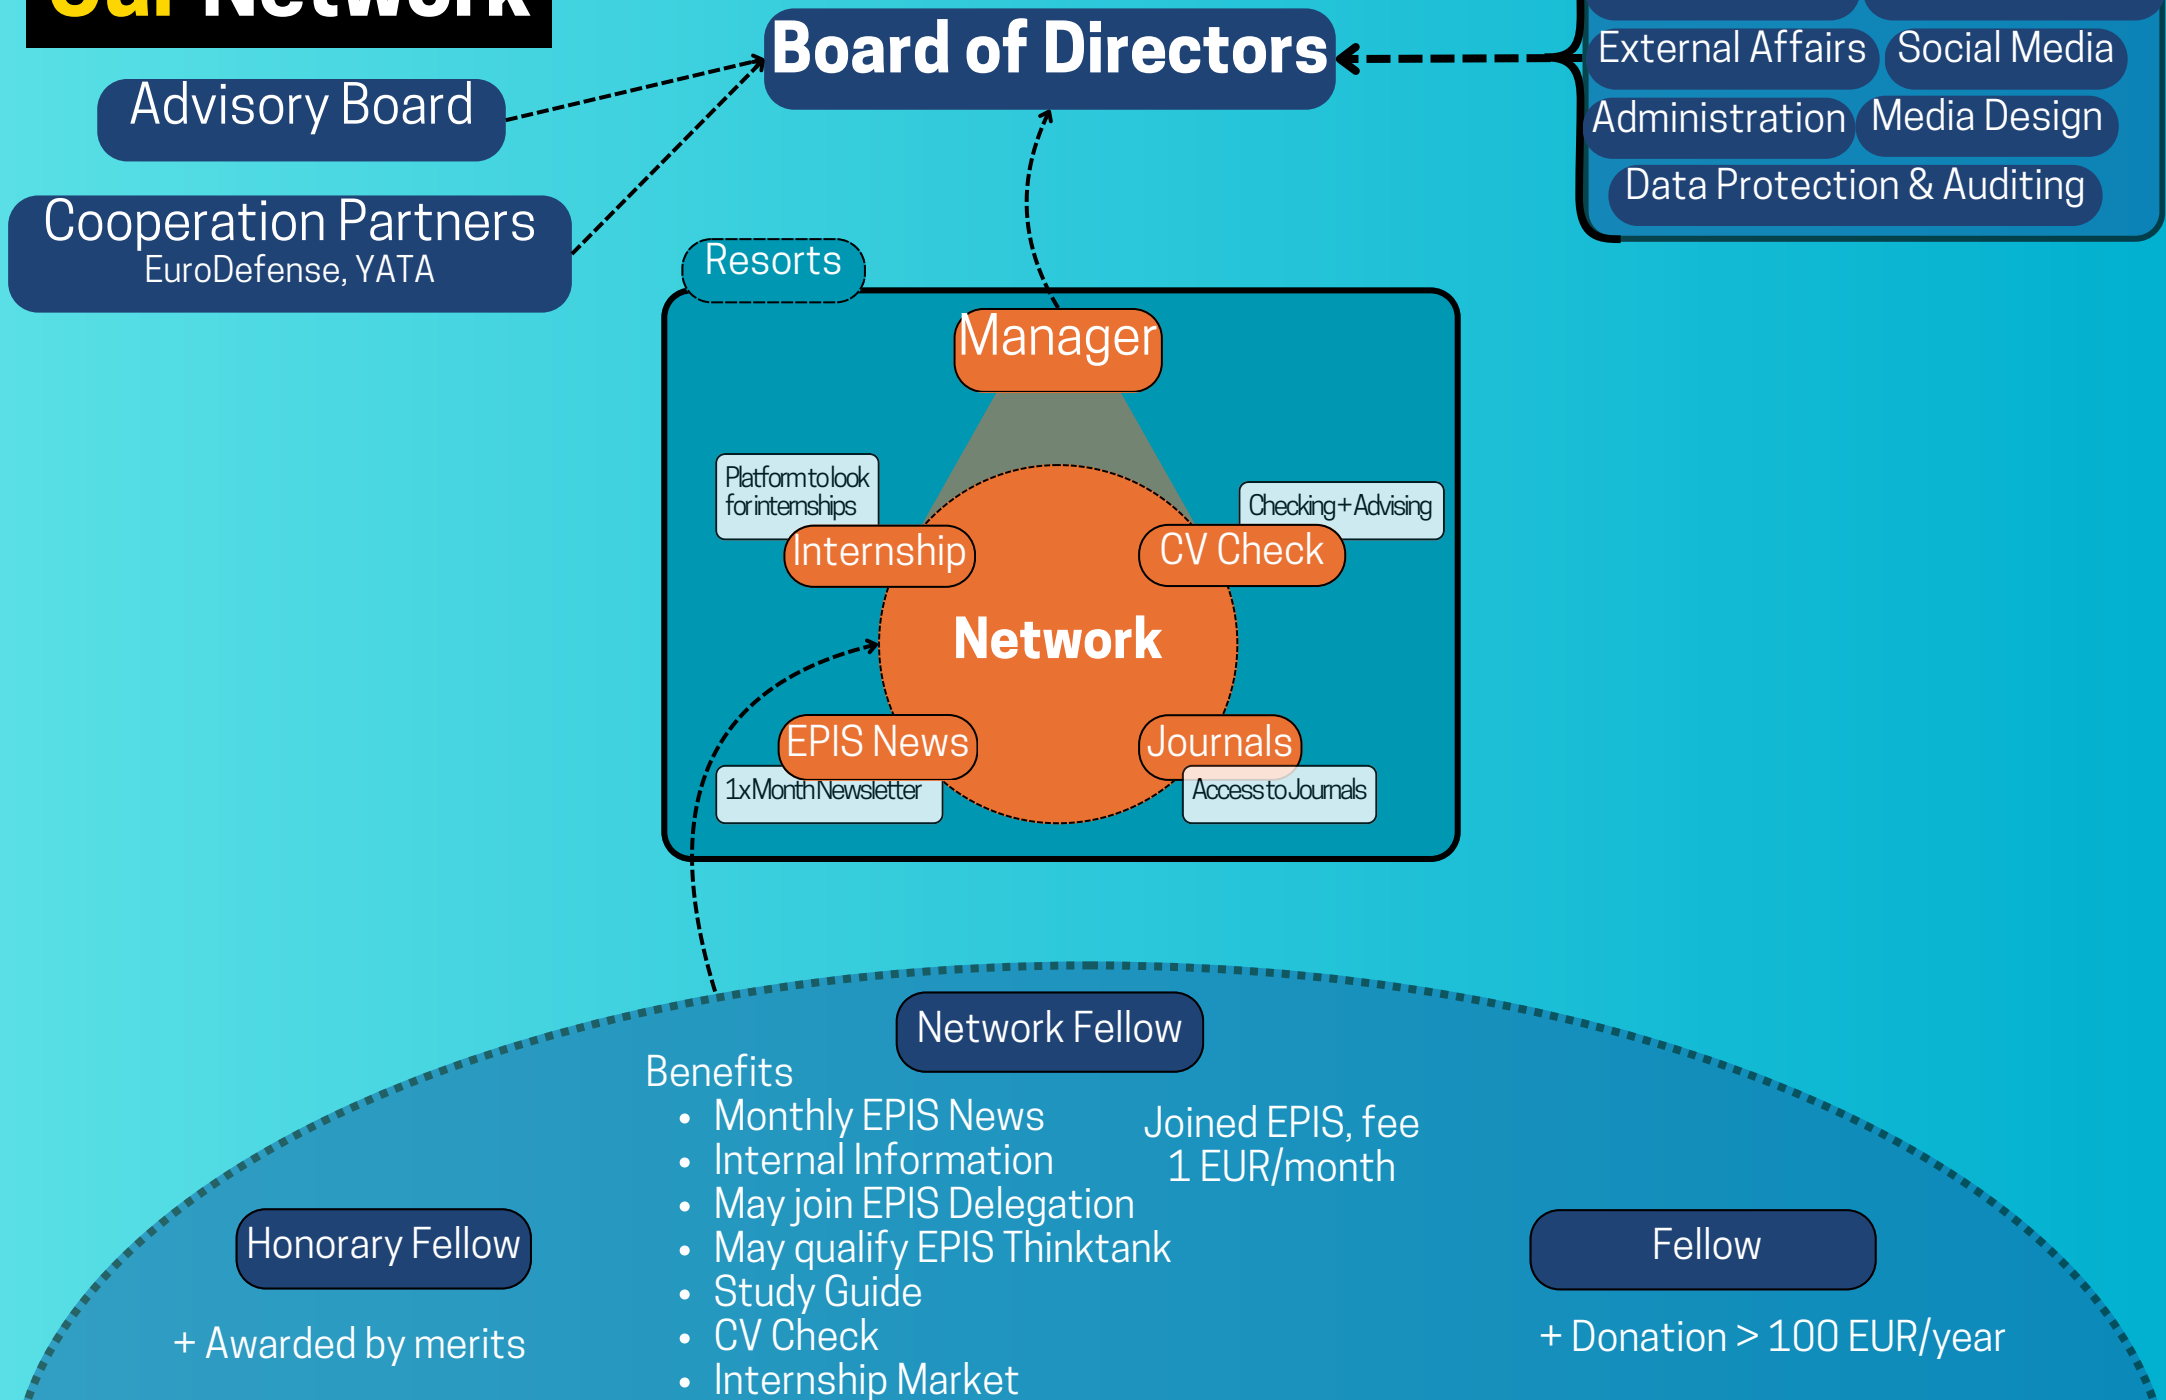 Our Network
Board of Directors
External Affairs
Social Media
Advisory Board
Administration
Media Design
Data Protection & Auditing
Cooperation Partners
EuroDefense, YATA
Resorts
Manager
Platform to look
for internships
Checking + Advising
Internship
CV Check
Network
EPIS News
Journals
1x Month Newsletter
Access to Journals
Network Fellow
Benefits
• Monthly EPIS News
• Internal Information
• May join EPIS Delegation
• May qualify EPIS Thinktank
• Study Guide
• CV Check
• Internship Market
Joined EPIS, fee
1 EUR/month
Honorary Fellow
+ Awarded by merits
Fellow
+ Donation > 100 EUR/year